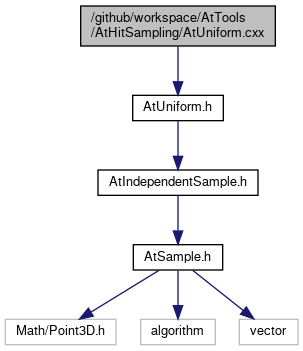 /github/workspace/AtTools
/AtHitSampling/AtUniform.cxx
AtUniform.h
AtIndependentSample.h
AtSample.h
Math/Point3D.h
algorithm
vector